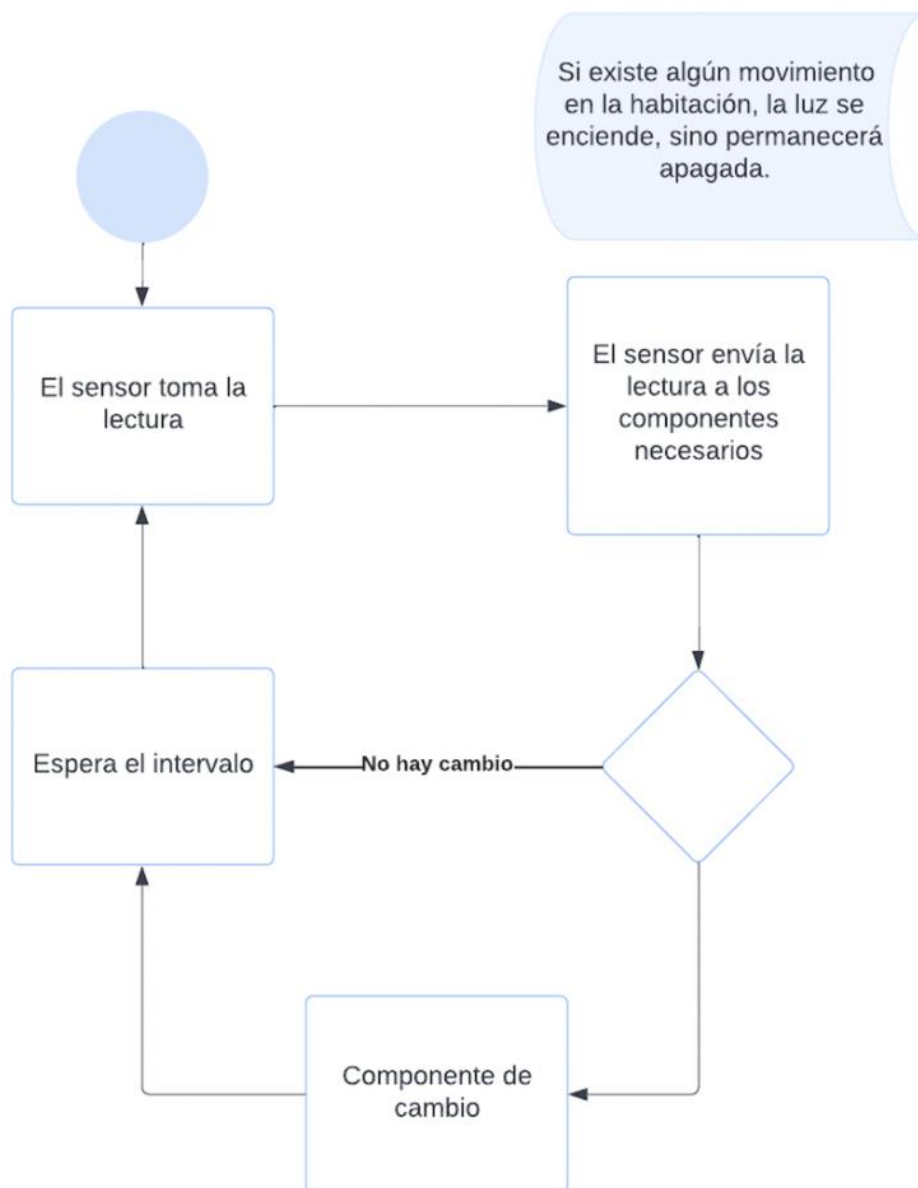 Si existe algún movimiento
en la habitación, la luz se
enciende, sino permanecerá
apagada.
El sensor toma la
lectura
El sensor envía la
lectura a los
componentes
necesarios
Espera el intervalo
No hay cambio
Componente de
cambio